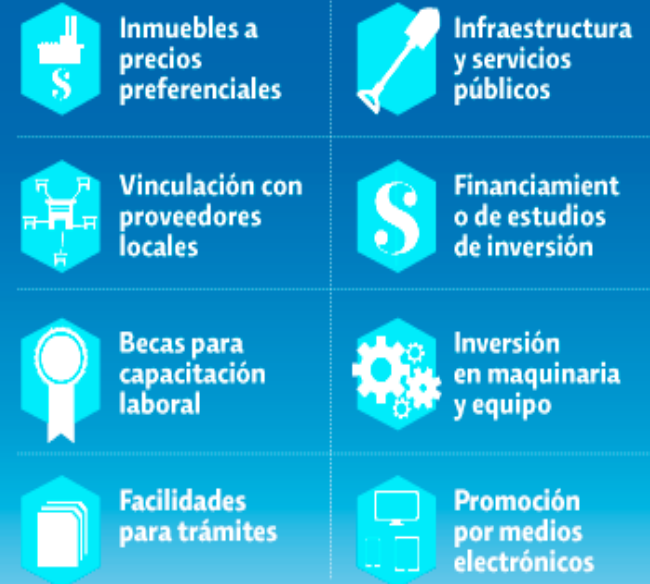 Inmuebles a
precios
preferenciales
Infraestructura
y servicios
públicos
Vinculación con
proveedores
locales
Financiamient
o de estudios
de inversión
Becas para
capacitación
laboral
Inversión
en maquinaria
y equipo
Facilidades
para trámites
Promoción
por medios
electrónicos